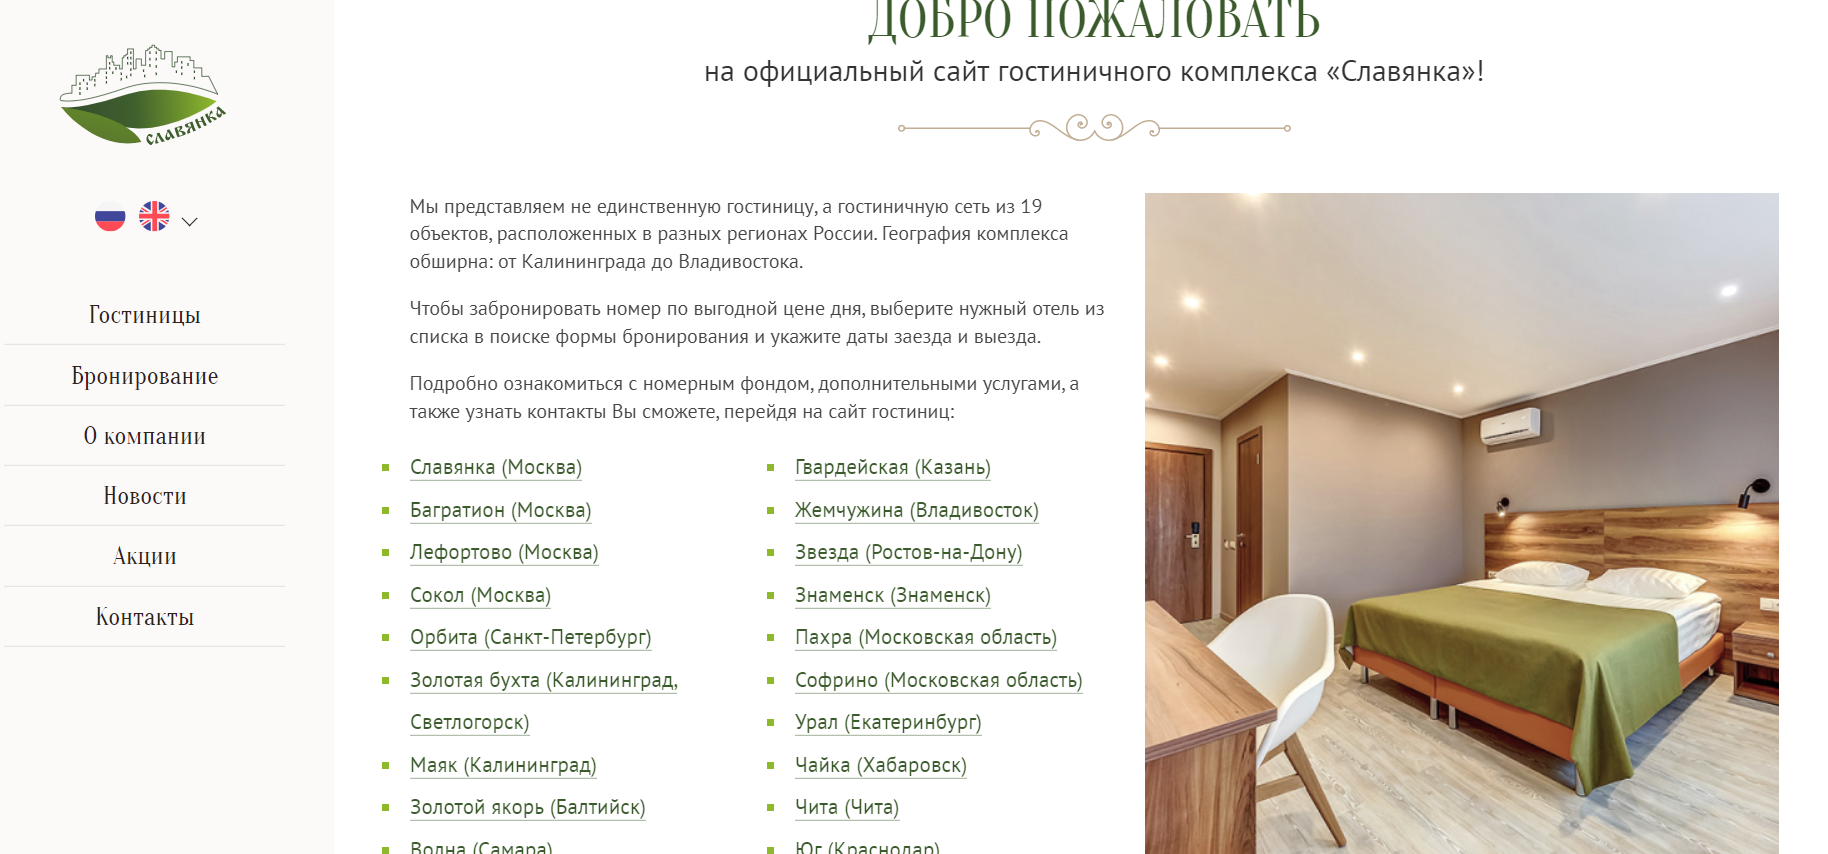 СЛАВЯНКА
Гостиницы
Бронирование
О компании
Новости
Акции
Контакты
ДОБРО ПОЖАЛОВАТЬ
на официальный сайт гостиничного комплекса «Славянка»!
Мы представляем не единственную гостиницу, а гостиничную сеть из 19
объектов, расположенных в разных регионах России. География комплекса
обширна: от Калининграда до Владивостока.
Чтобы забронировать номер по выгодной цене дня, выберите нужный отель из
списка в поиске формы бронирования и укажите даты заезда и выезда.
Подробно ознакомиться с номерным фондом, дополнительными услугами, а
также узнать контакты Вы сможете, перейдя на сайт гостиниц:
Славянка (Москва)
Багратион (Москва)
Лефортово (Москва)
Сокол (Москва)
Орбита (Санкт-Петербург)
Золотая бухта (Калининград,
Светлогорск)
Маяк (Калининград)
Золотой якорь (Балтийск)
Волна (Самара)
Гвардейская (Казань)
Жемчужина (Владивосток)
Звезда (Ростов-на-Дону)
Знаменск (Знаменск)
Пахра (Московская область)
Софрино (Московская область)
Урал (Екатеринбург)
Чайка (Хабаровск)
Чита (Чита)
Юг (Краснодар)